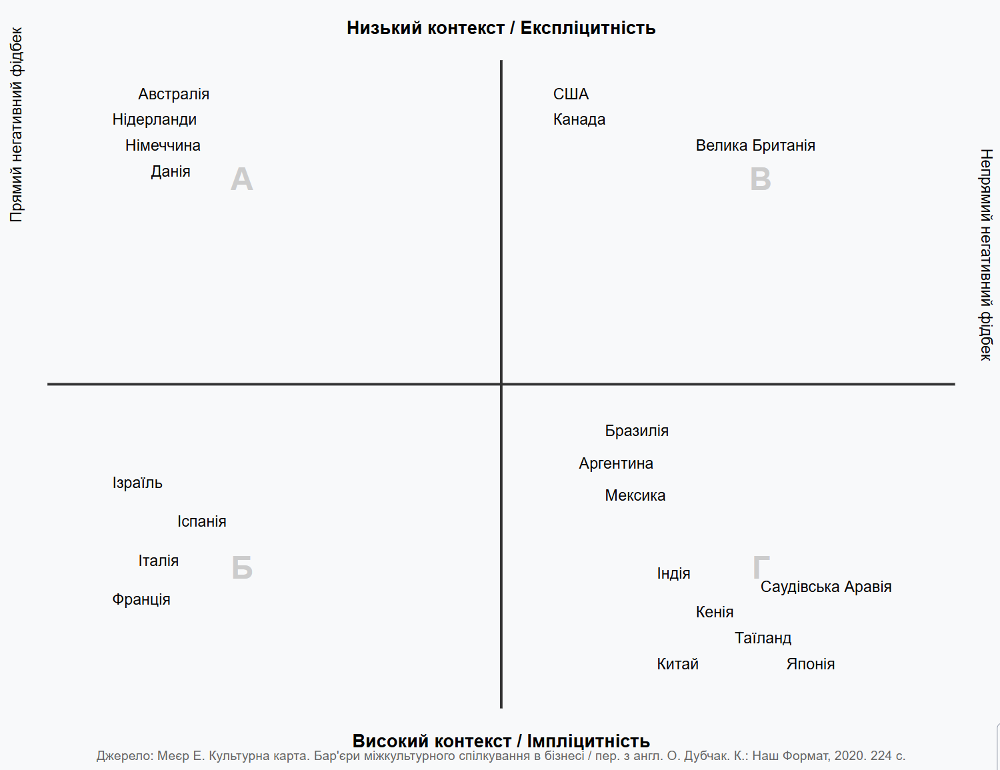 Низький контекст / Експліцитність
Прямий негативний фідбек
Непрямий негативний фідбек
Австралія
Нідерланди
Німеччина
Данія
А
США
Канада
Велика Британія
В
Ізраїль
Іспанія
Італія
Б
Франція
Бразилія
Аргентина
Мексика
Г
Індія
Саудівська Аравія
Кенія
Таїланд
Китай
Японія
Високий контекст / Імпліцитність
Джерело: Меєр Е. Культурна карта. Бар'єри міжкультурного спілкування в бізнесі / пер. з англ. О. Дубчак. К.: Наш Формат, 2020. 224 с.